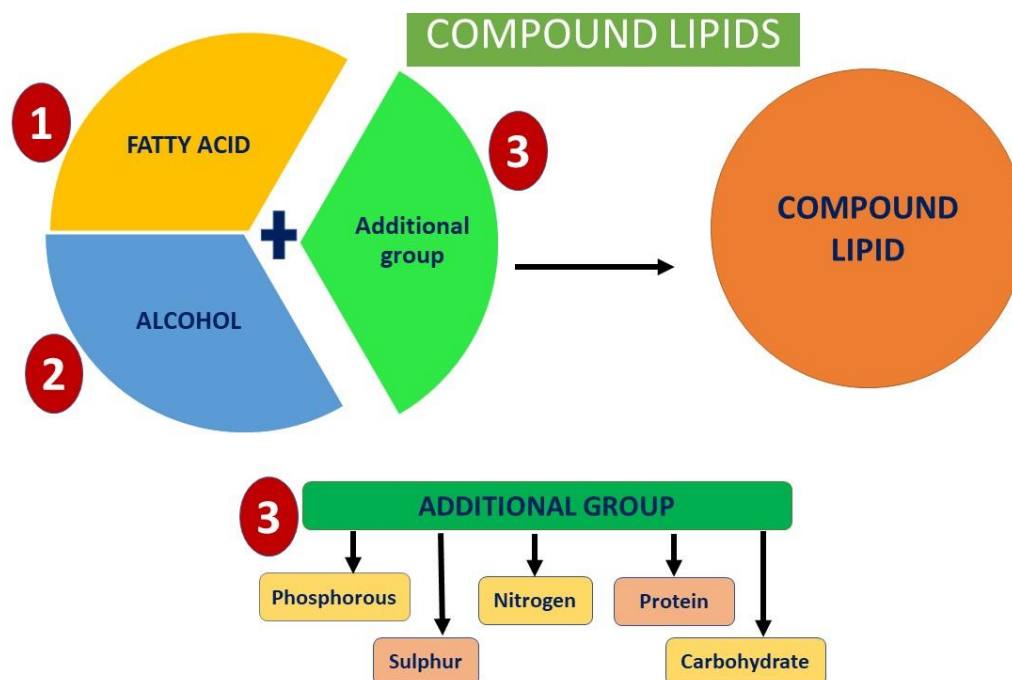 COMPOUND LIPIDS
1
FATTY ACID
2
ALCOHOL
3
Additional
group
COMPOUND
LIPID
3
ADDITIONAL GROUP
Phosphorous
Sulphur
Nitrogen
Protein
Carbohydrate